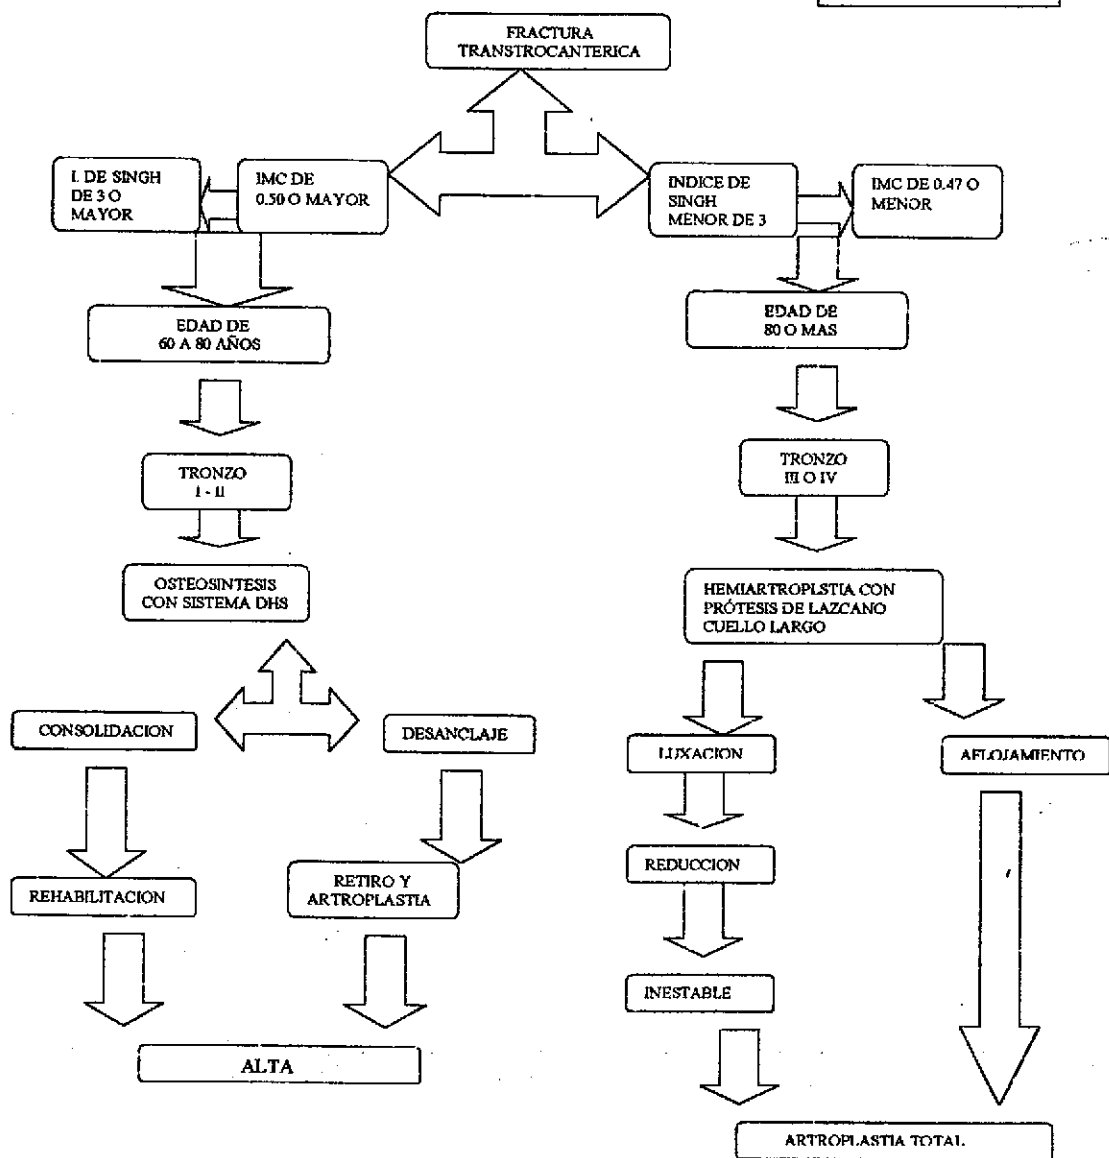 FRACTURA
TRANSTROCANTERICA
I. DE SINGH
DE 3 O
MAYOR
IMC DE
0.50 O MAYOR
INDICE DE
SINGH
MENOR DE 3
IMC DE 0.47 O
MENOR
EDAD DE
60 A 80 AÑOS
EDAD DE
80 O MAS
TRONZO
I - II
TRONZO
III O IV
OSTEOSINTESIS
CON SISTEMA DHS
HEMIARTROPLSTIA CON
PRÓTESIS DE LAZCANO
CUELLO LARGO
CONSOLIDACION
DESANCLAJE
LUXACION
AFLOJAMIENTO
REHABILITACION
RETIRO Y
ARTROPLASTIA
REDUCCION
INESTABLE
ALTA
ARTROPLASTIA TOTAL